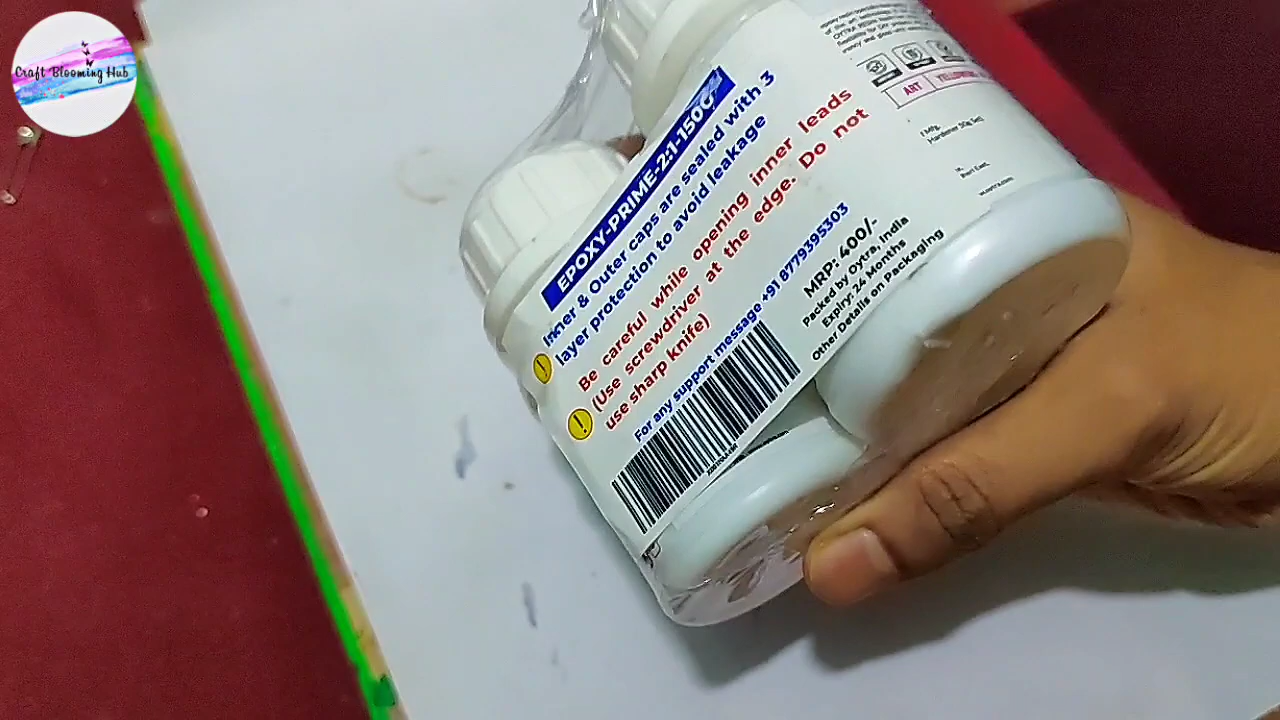 Craft Blooming Hub
EPOXY-PRIME-2:1-150G
Inner & Outer caps are sealed with 3
layer protection to avoid leakage
Be careful while opening inner leads
(Use screwdriver at the edge. Do not
use sharp knife)
For any support message +91 8779395303
MRP: 400/-
Packed by Oytra, India
Expiry: 24 Months
Other Details on Packaging
ART